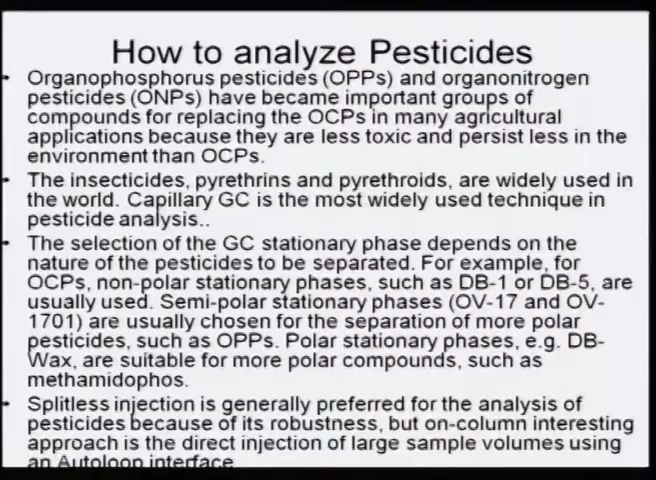 How to analyze Pesticides
• Organophosphorus pesticides (OPPs) and organonitrogen
pesticides (ONPs) have became important groups of
compounds for replacing the OCPs in many agricultural
applications because they are less toxic and persist less in the
environment than OCPs.
• The insecticides, pyrethrins and pyrethroids, are widely used in
the world. Capillary GC is the most widely used technique in
pesticide analysis..
• The selection of the GC stationary phase depends on the
nature of the pesticides to be separated. For example, for
OCPs, non-polar stationary phases, such as DB-1 or DB-5, are
usually used. Semi-polar stationary phases (OV-17 and OV-
1701) are usually chosen for the separation of more polar
pesticides, such as OPPs. Polar stationary phases, e.g. DB-
Wax, are suitable for more polar compounds, such as
methamidophos.
• Splitless injection is generally preferred for the analysis of
pesticides because of its robustness, but on-column interesting
approach is the direct injection of large sample volumes using
an Autoloop interface